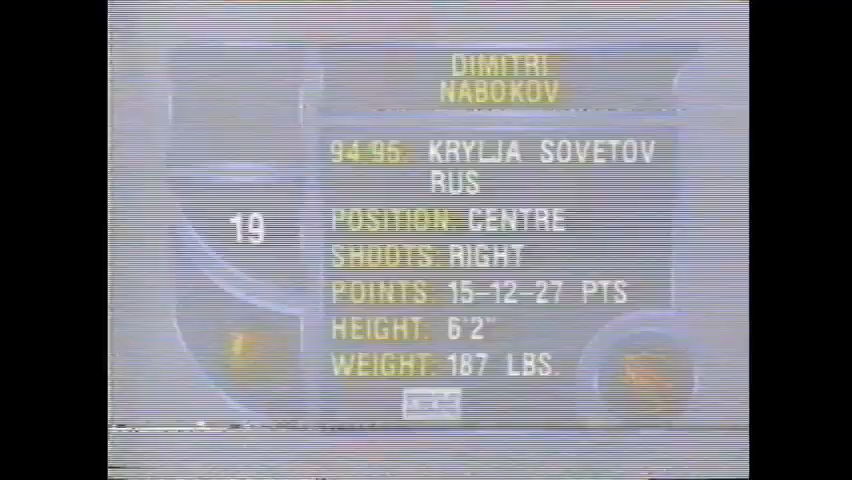 DIMITRI
NABOKOV
94-95: KRYLJA SOVETOV
RUS
19
POSITION: CENTRE
SHOOTS: RIGHT
POINTS: 15-12-27 PTS
HEIGHT: 6'2"
WEIGHT: 187 LBS.